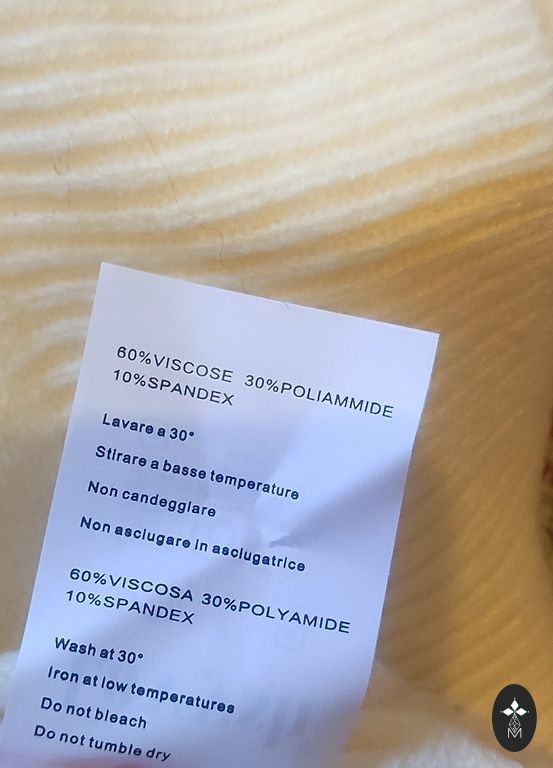 60%VISCOSE 30%POLIAMMIDE
10%SPANDEX
Lavare a 30°
Stirare a basse temperature
Non candeggiare
Non asciugare in asciugatrice
60%VISCOSA 30%POLYAMIDE
10%SPANDEX
Wash at 30°
Iron at low temperatures
Do not bleach
Do not tumble dry
M